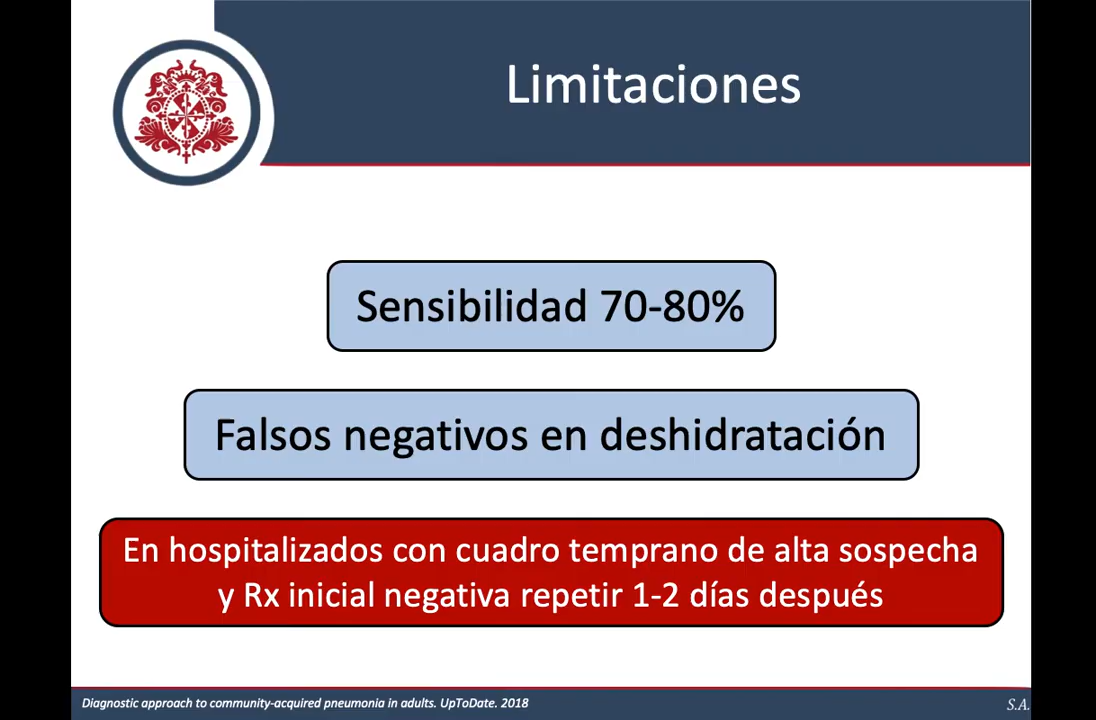 Limitaciones
Sensibilidad 70-80%
Falsos negativos en deshidratación
En hospitalizados con cuadro temprano de alta sospecha
y Rx inicial negativa repetir 1-2 días después
Diagnostic approach to community-acquired pneumonia in adults. UpToDate. 2018
S.A.